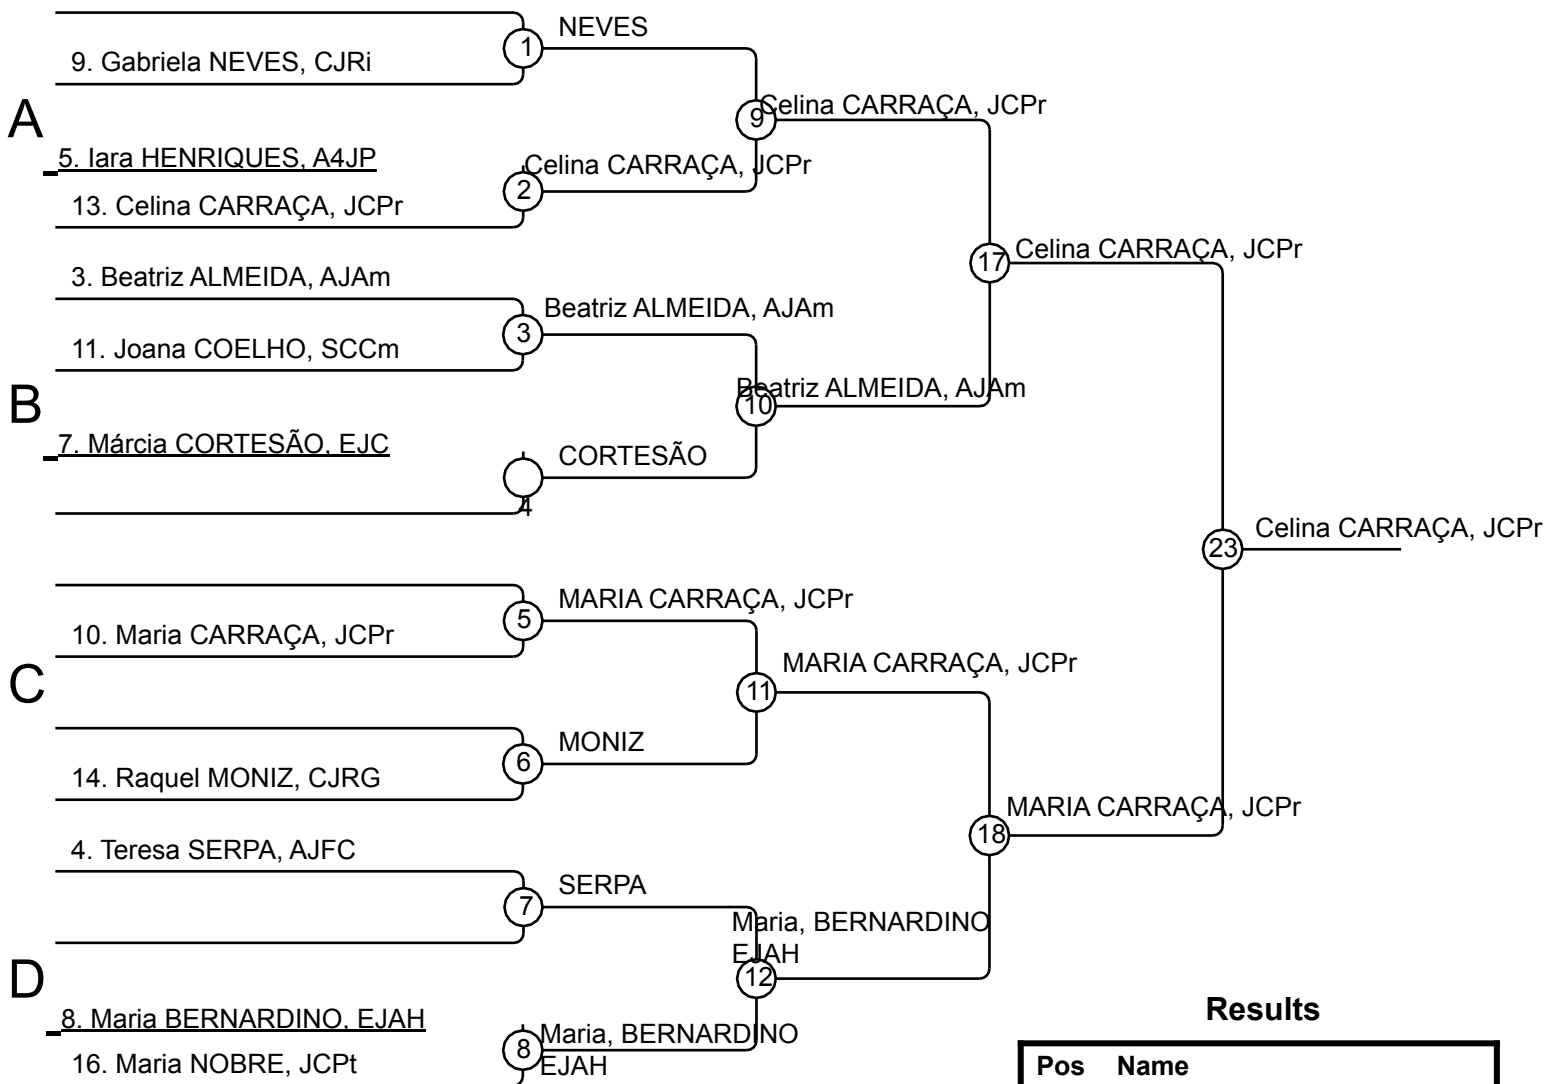 NEVES
1
9. Gabriela NEVES, CJRi
A
Celina CARRAÇA, JCPr
9
5. Iara HENRIQUES, A4JP
Celina CARRAÇA, JCPr
2
13. Celina CARRAÇA, JCPr
Celina CARRAÇA, JCPr
17
3. Beatriz ALMEIDA, AJAm
Beatriz ALMEIDA, AJAm
3
11. Joana COELHO, SCCm
B
Beatriz ALMEIDA, AJAm
10
7. Márcia CORTESÃO, EJC
CORTESÃO
4
Celina CARRAÇA, JCPr
23
MARIA CARRAÇA, JCPr
5
10. Maria CARRAÇA, JCPr
C
MARIA CARRAÇA, JCPr
11
MONIZ
6
14. Raquel MONIZ, CJRG
MARIA CARRAÇA, JCPr
18
4. Teresa SERPA, AJFC
SERPA
7
Maria, BERNARDINO
EJAH
12
D
8. Maria BERNARDINO, EJAH
Maria, BERNARDINO
EJAH
8
16. Maria NOBRE, JCPt
Results
Pos Name